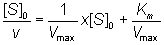 [S]₀/v = 1/Vmax x[S]₀ + Km/Vmax